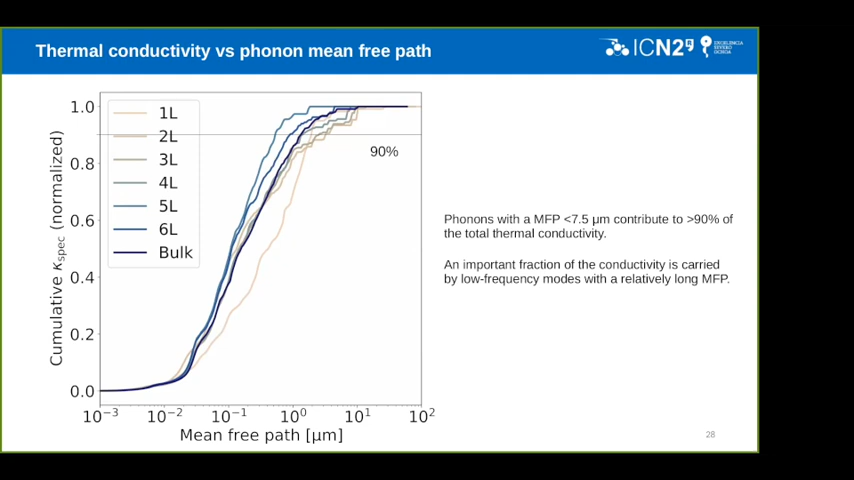 Thermal conductivity vs phonon mean free path
ICN2
EXCELENCIA
SEVERO
OCHOA
Cumulative κspec (normalized)
1.0
0.8
0.6
0.4
0.2
0.0
1L
2L
3L
4L
5L
6L
Bulk
90%
10⁻³ 10⁻² 10⁻¹ 10⁰ 10¹ 10²
Mean free path [µm]
Phonons with a MFP <7.5 µm contribute to >90% of
the total thermal conductivity.
An important fraction of the conductivity is carried
by low-frequency modes with a relatively long MFP.
28